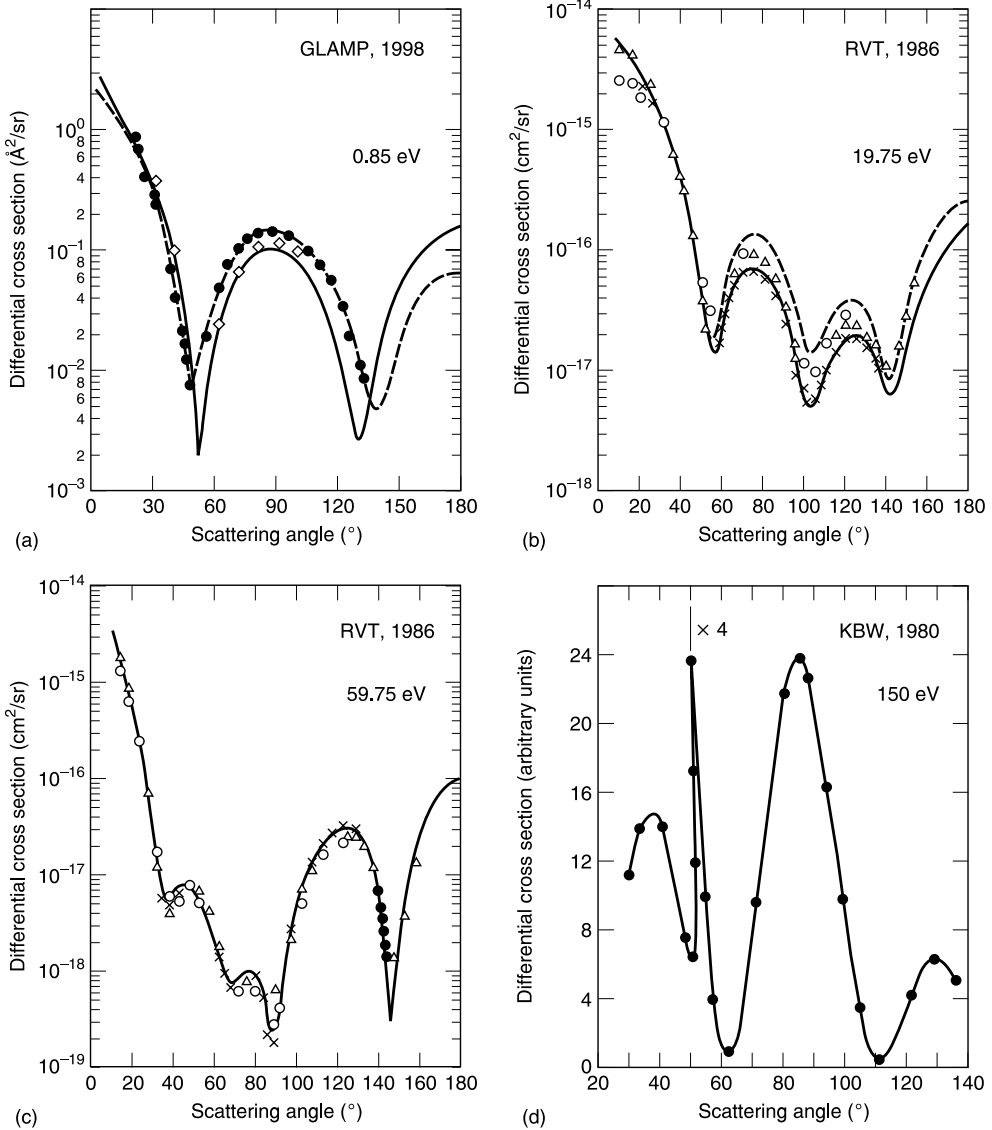 GLAMP, 1998
0.85 eV
Differential cross section (Å²/sr)
10⁰
8
6
4
2
10⁻¹
8
6
4
2
10⁻²
8
6
4
2
10⁻³
0 30 60 90 120 150 180
Scattering angle (°)
(a)
RVT, 1986
19.75 eV
Differential cross section (cm²/sr)
10⁻¹⁴
10⁻¹⁵
10⁻¹⁶
10⁻¹⁷
10⁻¹⁸
0 20 40 60 80 100 120 140 160 180
Scattering angle (°)
(b)
RVT, 1986
59.75 eV
Differential cross section (cm²/sr)
10⁻¹⁴
10⁻¹⁵
10⁻¹⁶
10⁻¹⁷
10⁻¹⁸
10⁻¹⁹
0 20 40 60 80 100 120 140 160 180
Scattering angle (°)
(c)
× 4
KBW, 1980
150 eV
Differential cross section (arbitrary units)
24
20
16
12
8
4
0
20 40 60 80 100 120 140
Scattering angle (°)
(d)